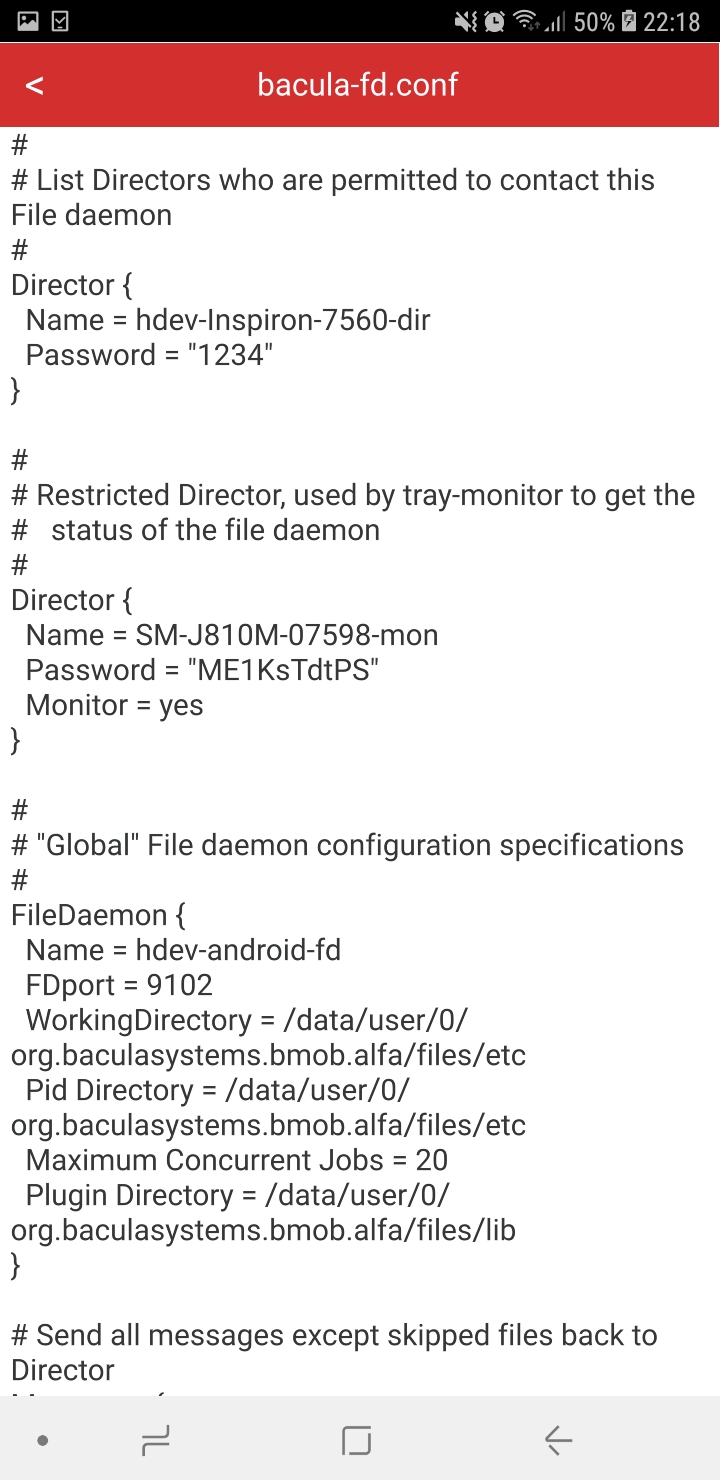 50% 22:18
< bacula-fd.conf
#
# List Directors who are permitted to contact this
File daemon
#
Director {
  Name = hdev-Inspiron-7560-dir
  Password = "1234"
}

#
# Restricted Director, used by tray-monitor to get the
#   status of the file daemon
#
Director {
  Name = SM-J810M-07598-mon
  Password = "ME1KsTdtPS"
  Monitor = yes
}

#
# "Global" File daemon configuration specifications
#
FileDaemon {
  Name = hdev-android-fd
  FDport = 9102
  WorkingDirectory = /data/user/0/
org.baculasystems.bmob.alfa/files/etc
  Pid Directory = /data/user/0/
org.baculasystems.bmob.alfa/files/etc
  Maximum Concurrent Jobs = 20
  Plugin Directory = /data/user/0/
org.baculasystems.bmob.alfa/files/lib
}

# Send all messages except skipped files back to
Director